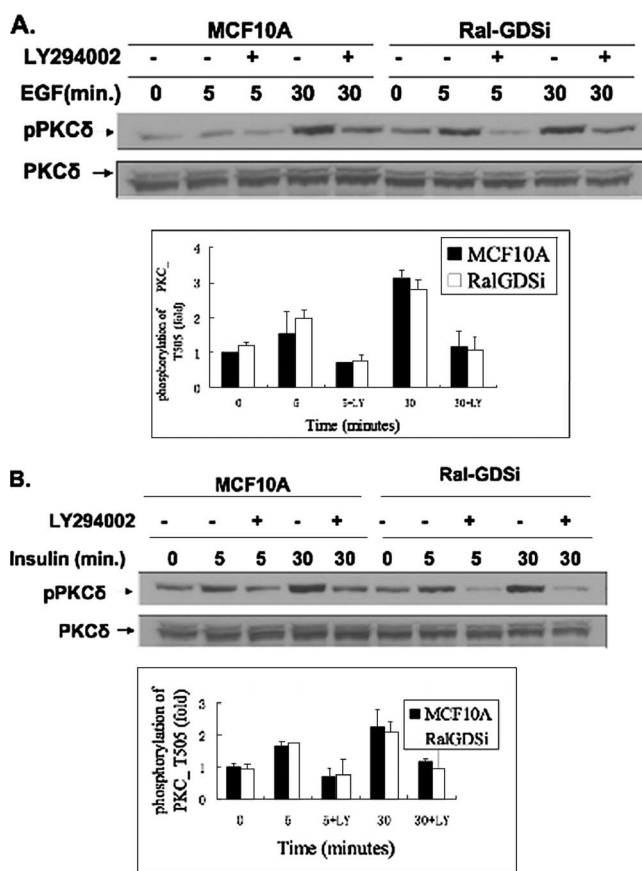 A.
MCF10A Ral-GDSi
LY294002 - - + - + - - + - +
EGF(min.) 0 5 5 30 30 0 5 5 30 30
pPKCδ
PKCδ
phosphorylation of PKC_
T505 (fold)
4
3
2
1
0
MCF10A
RalGDSi
0 5+LY 30 30+LY
Time (minutes)
B.
MCF10A Ral-GDSi
LY294002 - - + - + - - + - +
Insulin (min.) 0 5 5 30 30 0 5 5 30 30
pPKCδ
PKCδ
phosphorylation of
PKC_ T505 (fold)
3
2
1
0
MCF10A
RalGDSi
0 5+LY 30 30+LY
Time (minutes)